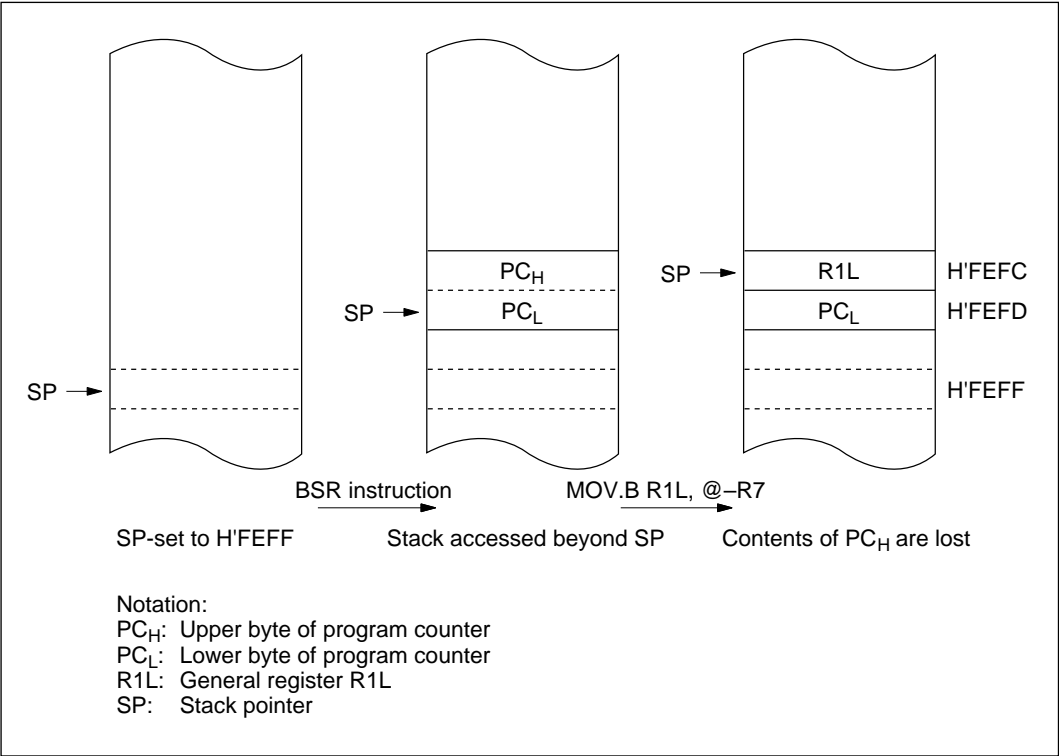 PCH
SP → R1L H'FEFC
SP → PCL PCL H'FEFD
SP → H'FEFF
BSR instruction MOV.B R1L, @–R7
SP-set to H'FEFF Stack accessed beyond SP Contents of PCH are lost
Notation:
PCH: Upper byte of program counter
PCL: Lower byte of program counter
R1L: General register R1L
SP: Stack pointer